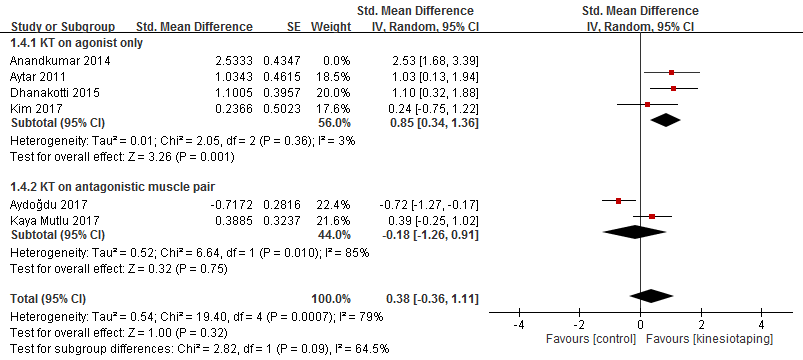 Std. Mean Difference Std. Mean Difference
Study or Subgroup Std. Mean Difference SE Weight IV, Random, 95% CI IV, Random, 95% CI
1.4.1 KT on agonist only
Anandkumar 2014 2.5333 0.4347 0.0% 2.53 [1.68, 3.39]
Aytar 2011 1.0343 0.4615 18.5% 1.03 [0.13, 1.94]
Dhanakotti 2015 1.1005 0.3957 20.0% 1.10 [0.32, 1.88]
Kim 2017 0.2366 0.5023 17.6% 0.24 [-0.75, 1.22]
Subtotal (95% CI) 56.0% 0.85 [0.34, 1.36]
Heterogeneity: Tau² = 0.01; Chi² = 2.05, df = 2 (P = 0.36); I² = 3%
Test for overall effect: Z = 3.26 (P = 0.001)
1.4.2 KT on antagonistic muscle pair
Aydoğdu 2017 -0.7172 0.2816 22.4% -0.72 [-1.27, -0.17]
Kaya Mutlu 2017 0.3885 0.3237 21.6% 0.39 [-0.25, 1.02]
Subtotal (95% CI) 44.0% -0.18 [-1.26, 0.91]
Heterogeneity: Tau² = 0.52; Chi² = 6.64, df = 1 (P = 0.010); I² = 85%
Test for overall effect: Z = 0.32 (P = 0.75)
Total (95% CI) 100.0% 0.38 [-0.36, 1.11]
Heterogeneity: Tau² = 0.54; Chi² = 19.40, df = 4 (P = 0.0007); I² = 79%
Test for overall effect: Z = 1.00 (P = 0.32)
Test for subgroup differences: Chi² = 2.82, df = 1 (P = 0.09), I² = 64.5%
-4 -2 0 2 4
Favours [control] Favours [kinesiotaping]